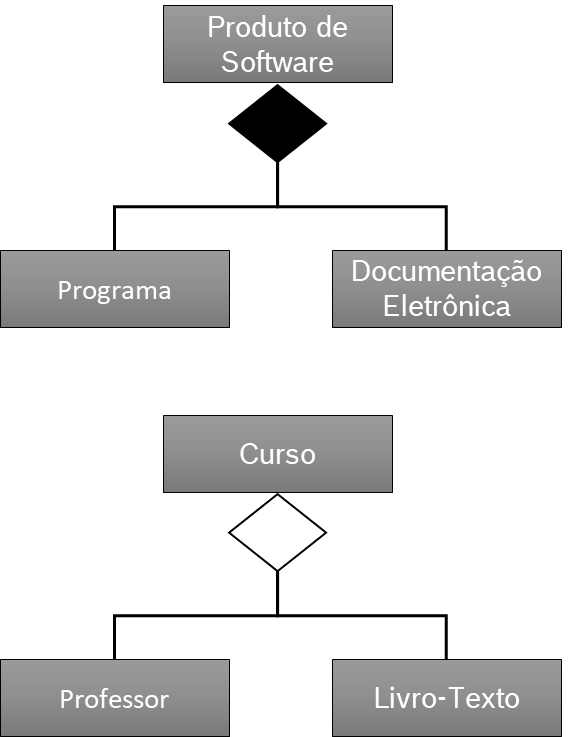 Produto de
Software
Programa
Documentação
Eletrônica
Curso
Professor
Livro-Texto